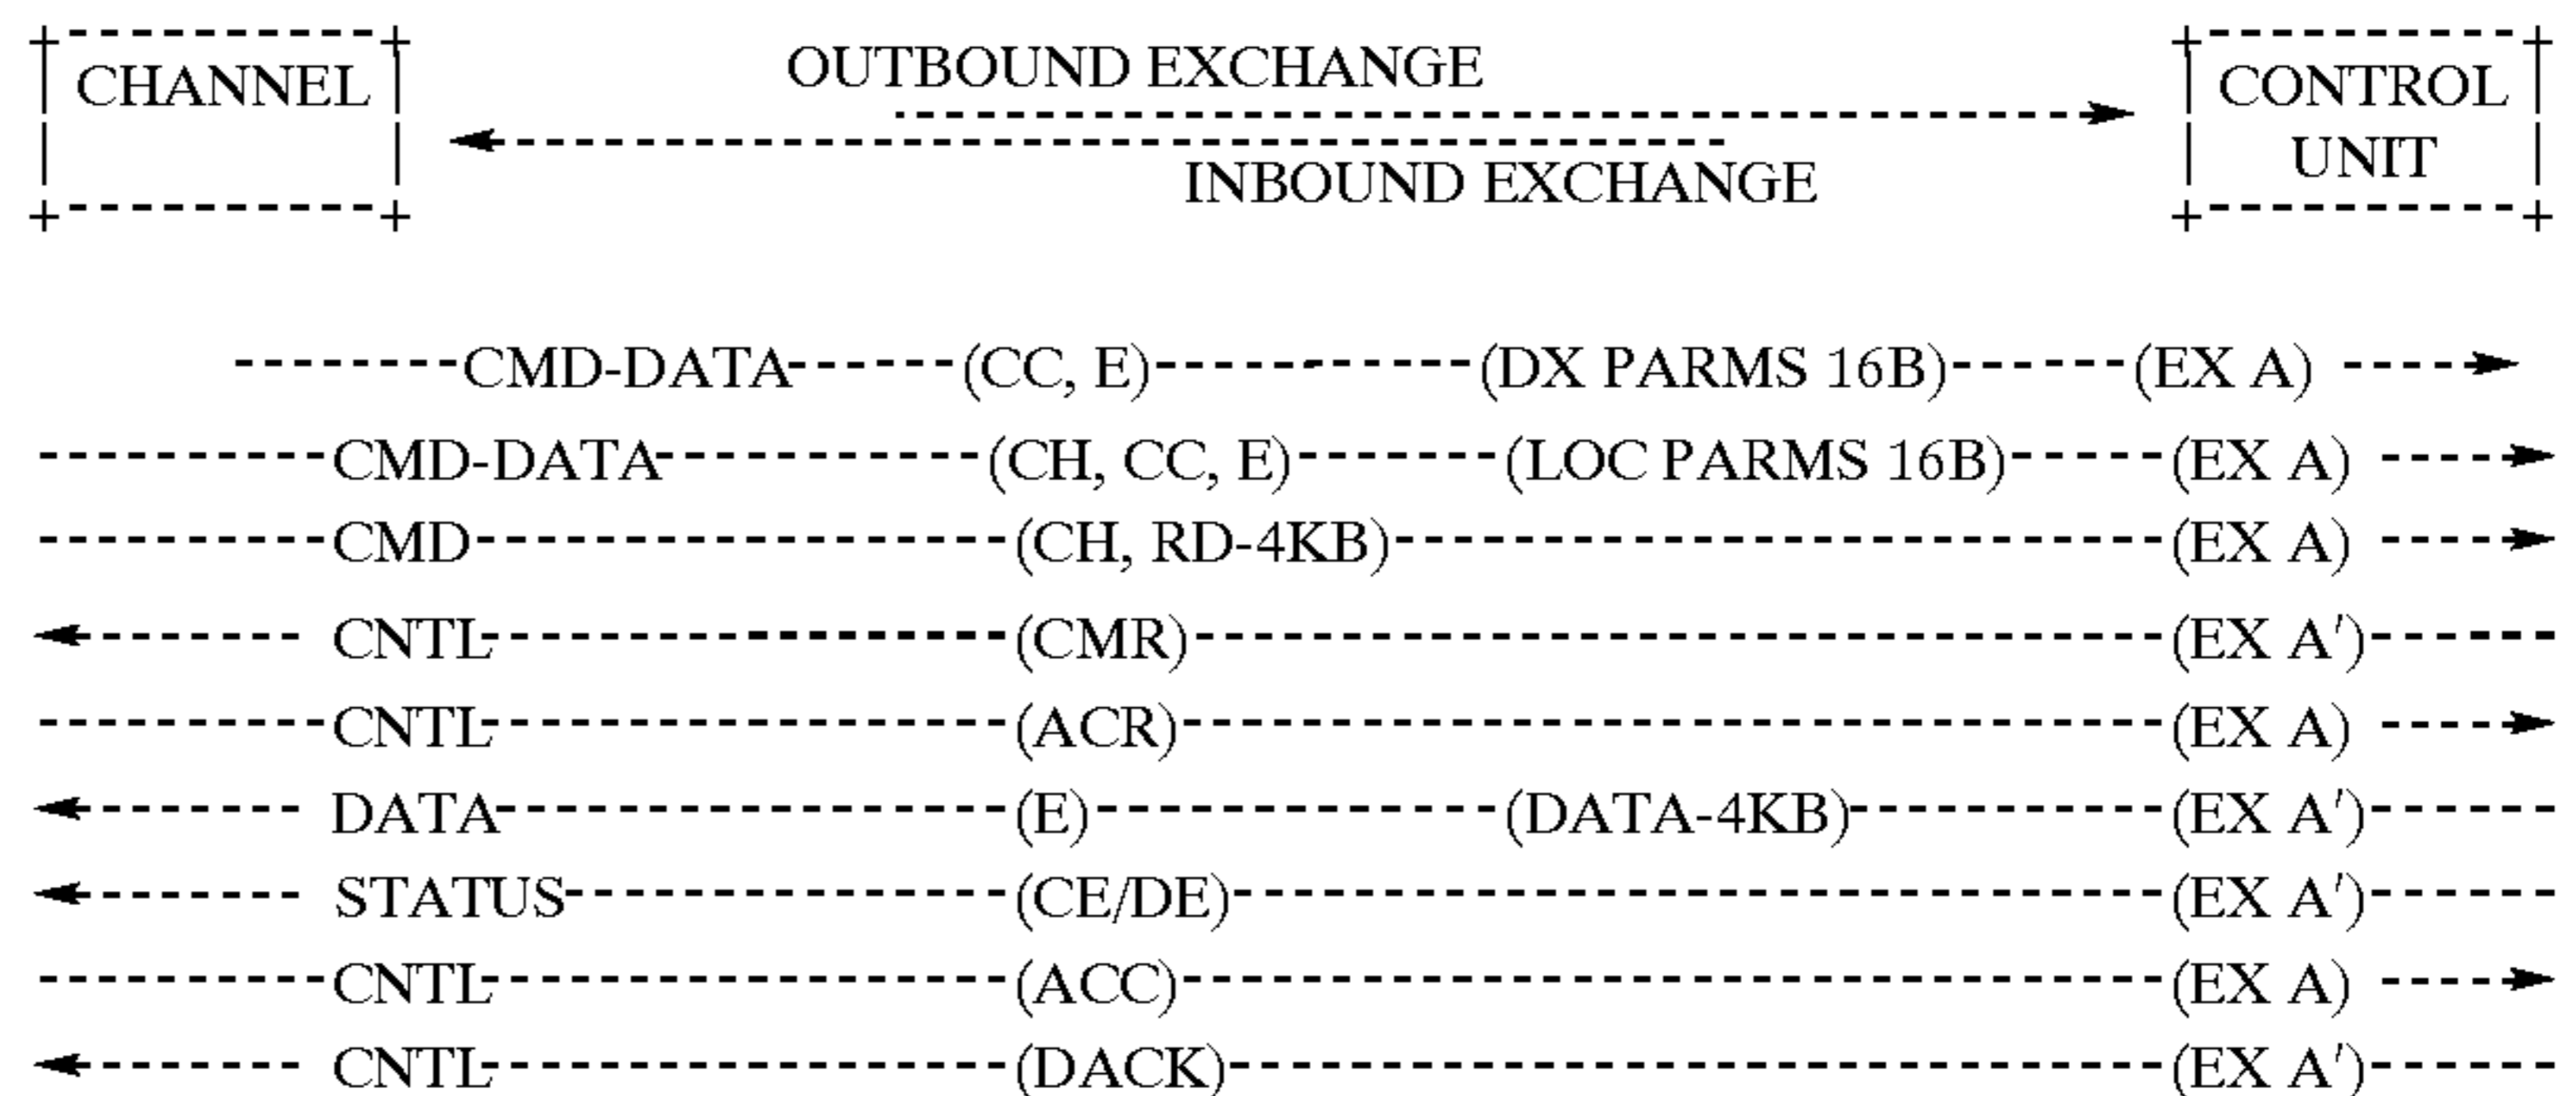 CHANNEL
OUTBOUND EXCHANGE
INBOUND EXCHANGE
CONTROL
UNIT
CMD-DATA (CC, E) (DX PARMS 16B) (EX A)
CMD-DATA (CH, CC, E) (LOC PARMS 16B) (EX A)
CMD (CH, RD-4KB) (EX A)
CNTL (CMR) (EX A')
CNTL (ACR) (EX A)
DATA (E) (DATA-4KB) (EX A')
STATUS (CE/DE) (EX A')
CNTL (ACC) (EX A)
CNTL (DACK) (EX A')